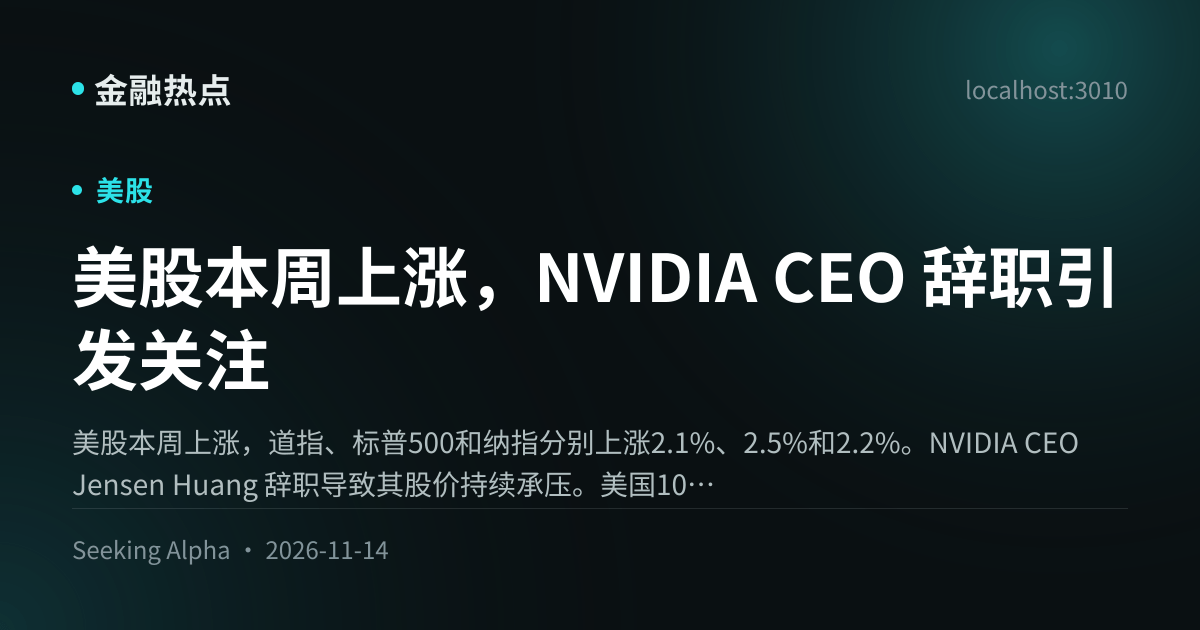 金融热点
localhost:3010
美股
美股本周上涨，NVIDIA CEO 辞职引
发关注
美股本周上涨，道指、标普500和纳指分别上涨2.1%、2.5%和2.2%。NVIDIA CEO
Jensen Huang 辞职导致其股价持续承压。美国10…
Seeking Alpha · 2026-11-14